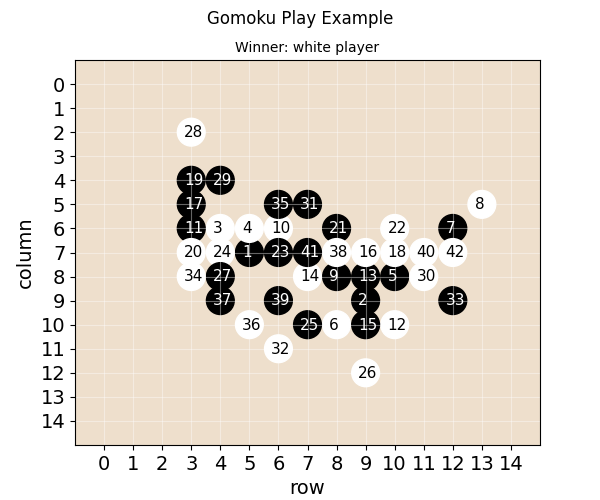 Gomoku Play Example
Winner: white player
column
0
1
2 28
3
4 19 29
5 17 35 31 8
6 11 3 4 10 21 22 7
7 20 24 1 23 41 38 16 18 40 42
8 34 27 14 9 13 5 30
9 37 39 2 33
10 36 25 6 15 12
11 32
12 26
13
14
0 1 2 3 4 5 6 7 8 9 10 11 12 13 14
row